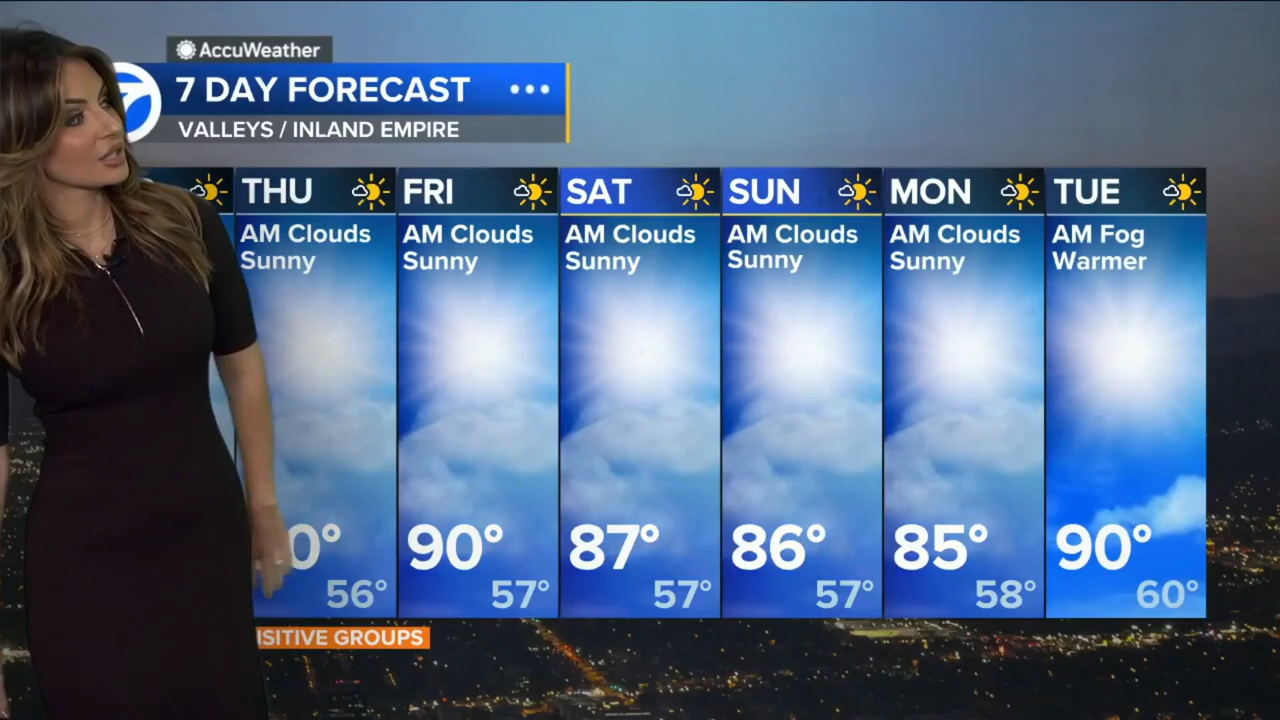 AccuWeather
7 DAY FORECAST
VALLEYS / INLAND EMPIRE
THU FRI SAT SUN MON TUE
AM Clouds AM Clouds AM Clouds AM Clouds AM Clouds AM Fog
Sunny Sunny Sunny Sunny Sunny Warmer
0° 90° 87° 86° 85° 90°
56° 57° 57° 57° 58° 60°
GROUPS